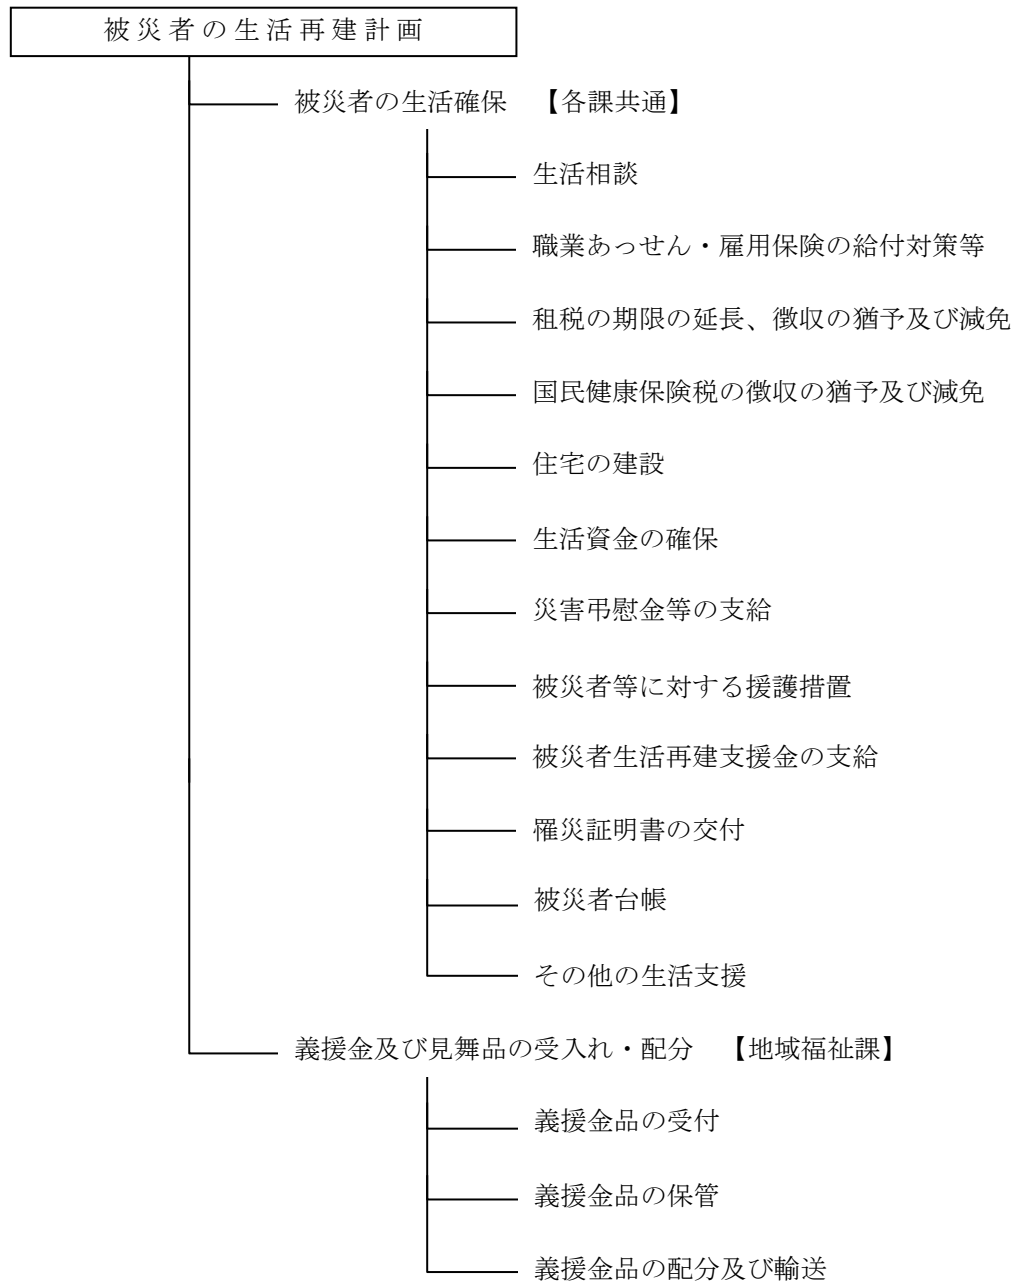 被災者の生活再建計画
被災者の生活確保　【各課共通】
生活相談
職業あっせん・雇用保険の給付対策等
租税の期限の延長、徴収の猶予及び減免
国民健康保険税の徴収の猶予及び減免
住宅の建設
生活資金の確保
災害弔慰金等の支給
被災者等に対する援護措置
被災者生活再建支援金の支給
罹災証明書の交付
被災者台帳
その他の生活支援
義援金及び見舞品の受入れ・配分　【地域福祉課】
義援金品の受付
義援金品の保管
義援金品の配分及び輸送